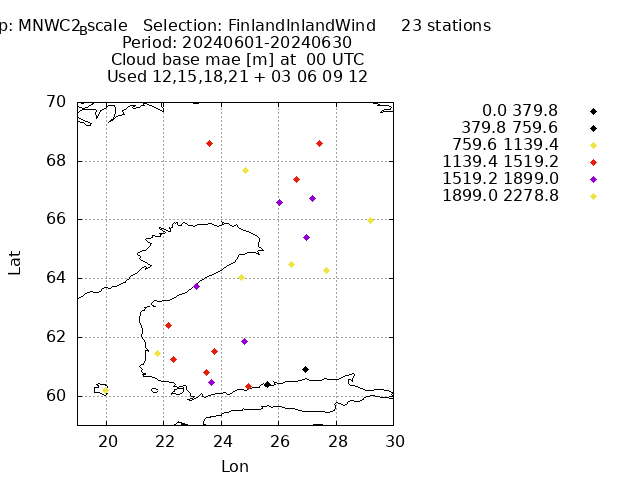 p: MNWC2Bscale   Selection: FinlandInlandWind     23 stations
Period: 20240601-20240630
Cloud base mae [m] at  00 UTC
Used 12,15,18,21 + 03 06 09 12
0.0 379.8
379.8 759.6
759.6 1139.4
1139.4 1519.2
1519.2 1899.0
1899.0 2278.8
70
68
66
64
62
60
Lat
20 22 24 26 28 30
Lon